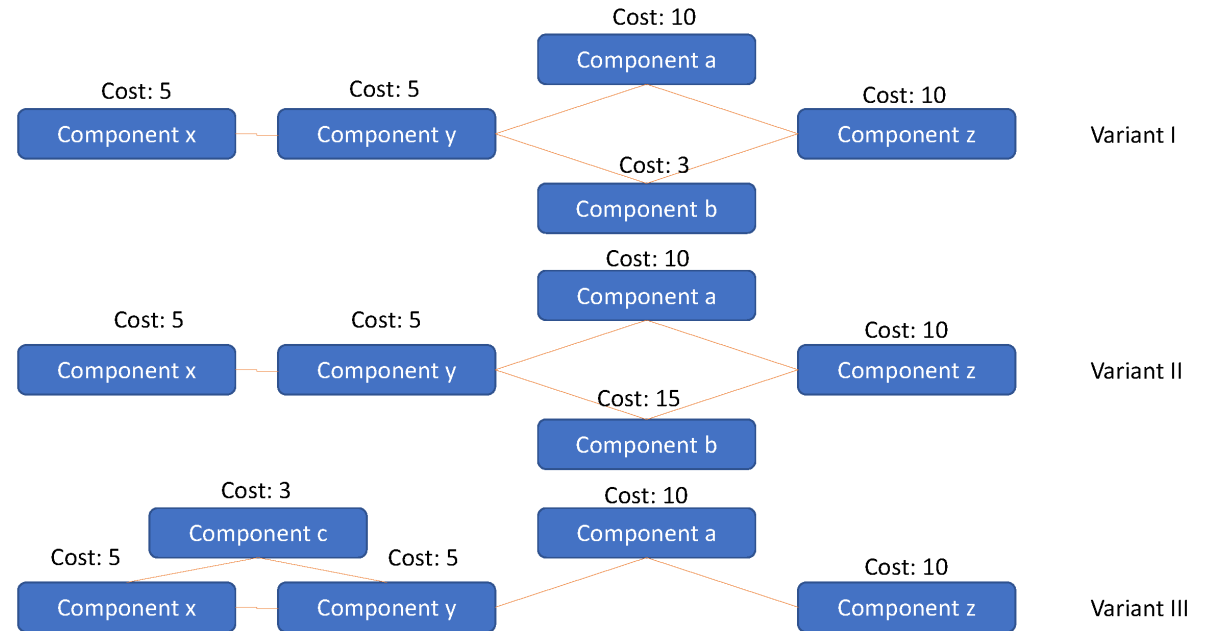 Cost: 10
Component a
Cost: 5
Cost: 5
Cost: 10
Component x
Component y
Component z
Variant I
Cost: 3
Component b
Cost: 10
Component a
Cost: 5
Cost: 5
Cost: 10
Component x
Component y
Component z
Variant II
Cost: 15
Component b
Cost: 3
Cost: 10
Component c
Component a
Cost: 5
Cost: 5
Cost: 10
Component x
Component y
Component z
Variant III